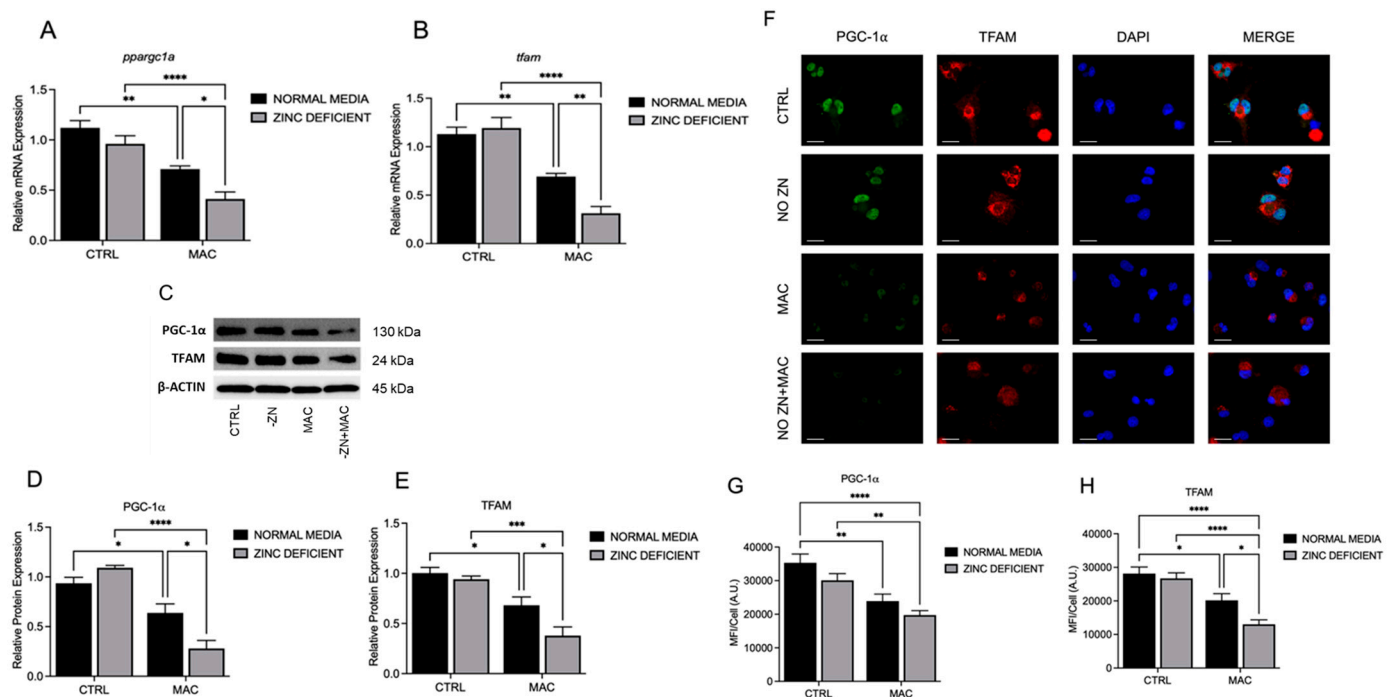 A
ppargc1a
Relative mRNA Expression
1.5
1.0
0.5
0.0
****
**
*
CTRL
MAC
NORMAL MEDIA
ZINC DEFICIENT
B
tfam
Relative mRNA Expression
1.5
1.0
0.5
0.0
****
**
**
CTRL
MAC
NORMAL MEDIA
ZINC DEFICIENT
C
PGC-1α
130 kDa
TFAM
24 kDa
β-ACTIN
45 kDa
CTRL
-ZN
MAC
-ZN+MAC
D
PGC-1α
Relative Protein Expression
1.5
1.0
0.5
0.0
****
*
*
CTRL
MAC
NORMAL MEDIA
ZINC DEFICIENT
E
TFAM
Relative Protein Expression
1.5
1.0
0.5
0.0
***
*
*
CTRL
MAC
NORMAL MEDIA
ZINC DEFICIENT
F
PGC-1α
TFAM
DAPI
MERGE
CTRL
NO ZN
MAC
NO ZN+MAC
G
PGC-1α
MFI/Cell (A.U.)
40000
30000
20000
10000
0
****
**
**
CTRL
MAC
NORMAL MEDIA
ZINC DEFICIENT
H
TFAM
MFI/Cell (A.U.)
40000
30000
20000
10000
0
****
****
*
*
CTRL
MAC
NORMAL MEDIA
ZINC DEFICIENT